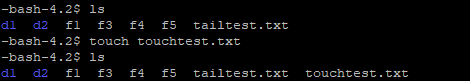 -bash-4.2$ ls
d1  d2  f1  f3  f4  f5  tailtest.txt
-bash-4.2$ touch touchtest.txt
-bash-4.2$ ls
d1  d2  f1  f3  f4  f5  tailtest.txt  touchtest.txt